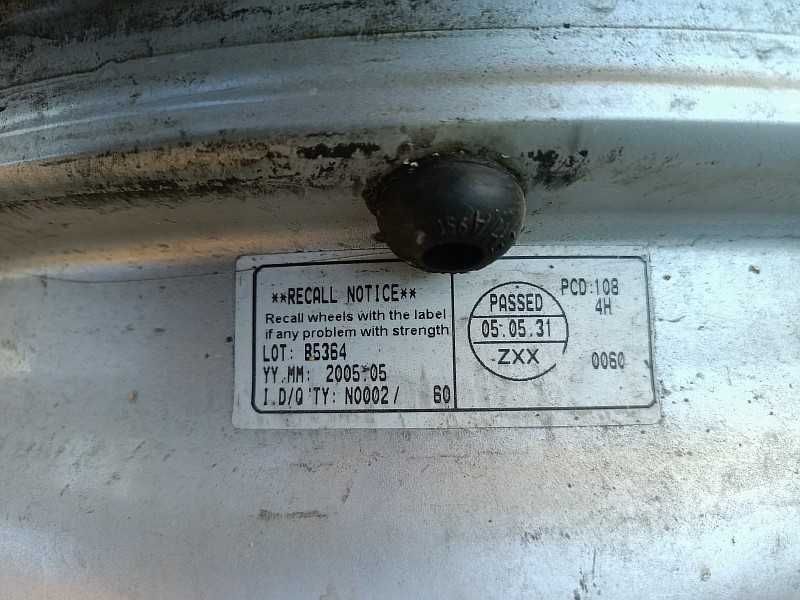 **RECALL NOTICE**
Recall wheels with the label
if any problem with strength
LOT: B5364
YY.MM: 2005.05
I.D/Q'TY: N0002/ 60
PASSED
05.05.31
ZXX
PCD:108
4H
0060